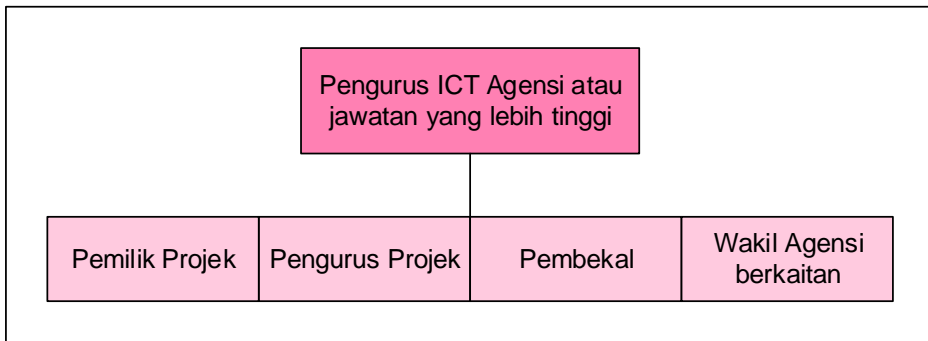 Pengurus ICT Agensi atau
jawatan yang lebih tinggi
Pemilik Projek
Pengurus Projek
Pembekal
Wakil Agensi
berkaitan